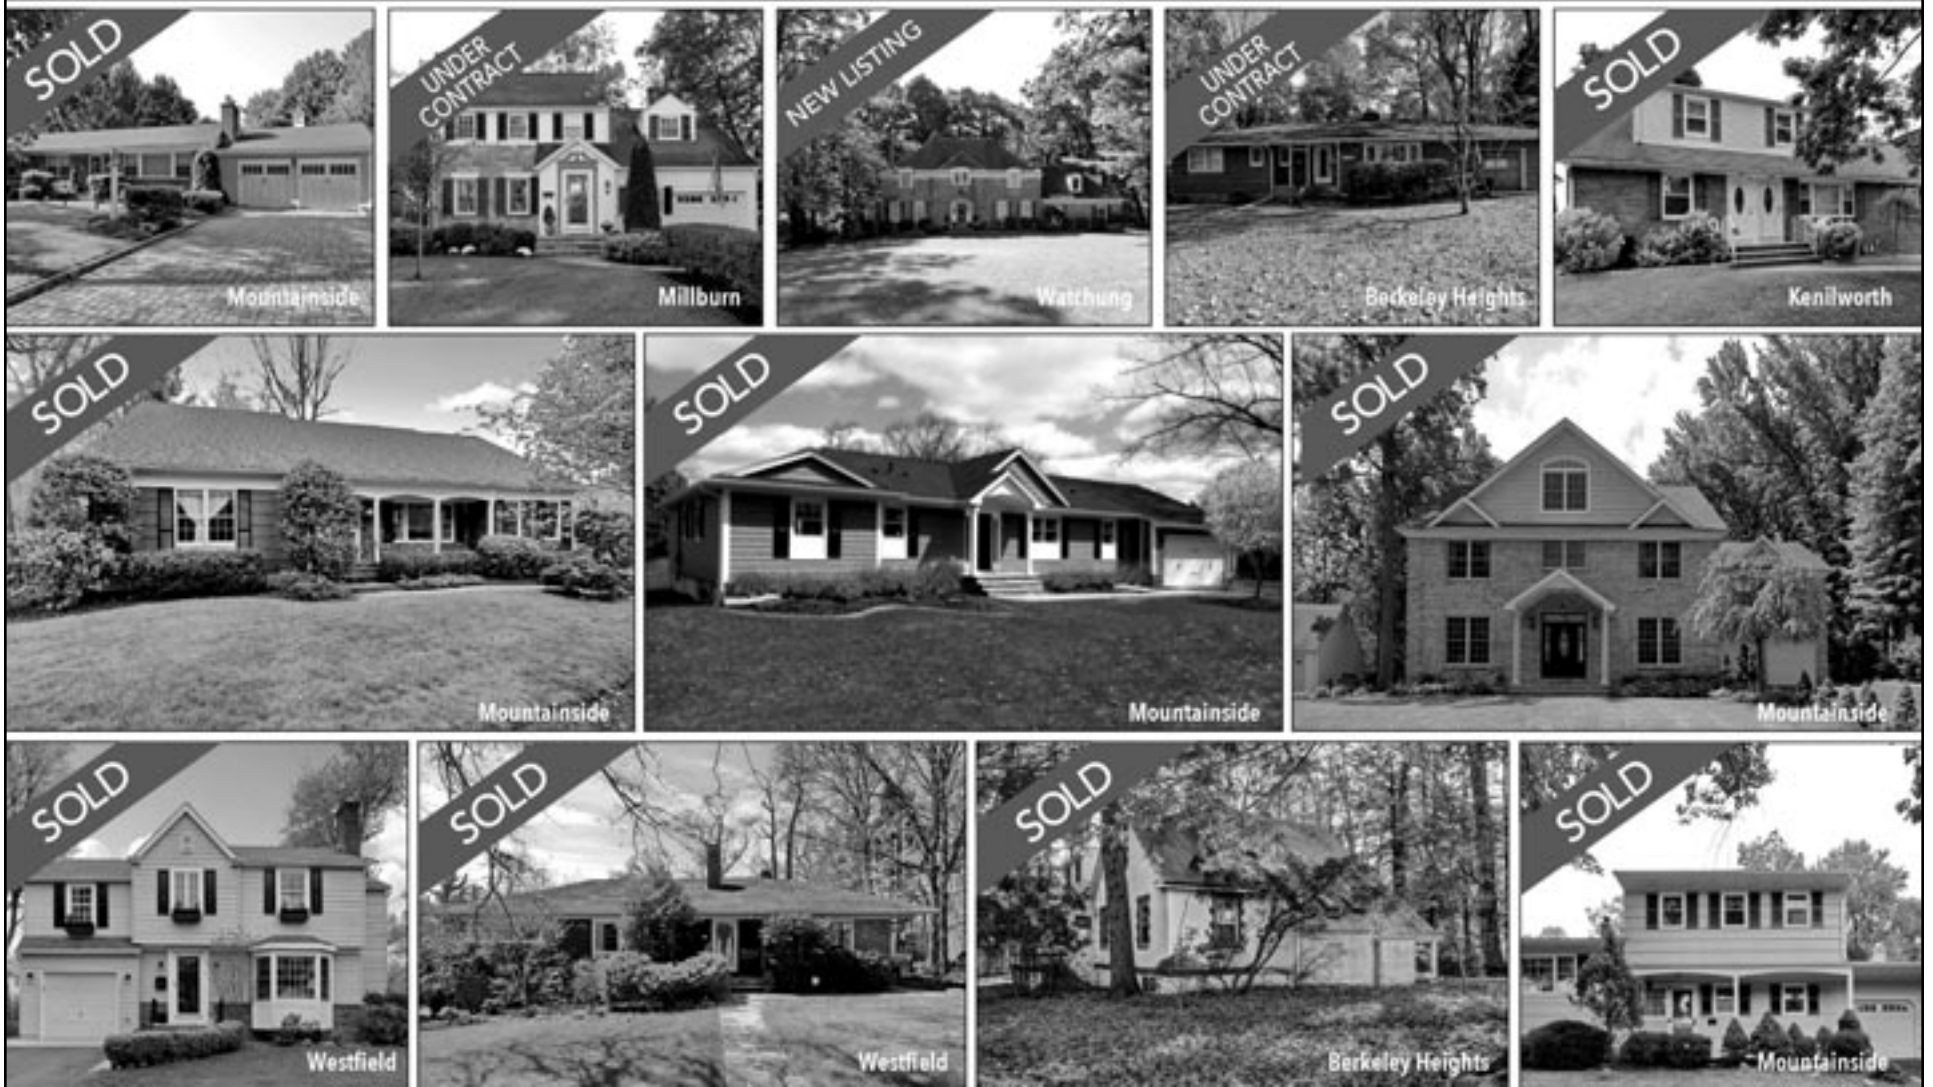 SOLD
Mountainside
UNDER
CONTRACT
Millburn
NEW LISTING
Watchung
UNDER
CONTRACT
Berkeley Heights
SOLD
Kenilworth
SOLD
Mountainside
SOLD
Mountainside
SOLD
Mountainside
SOLD
Westfield
SOLD
Westfield
SOLD
Berkeley Heights
SOLD
Mountainside